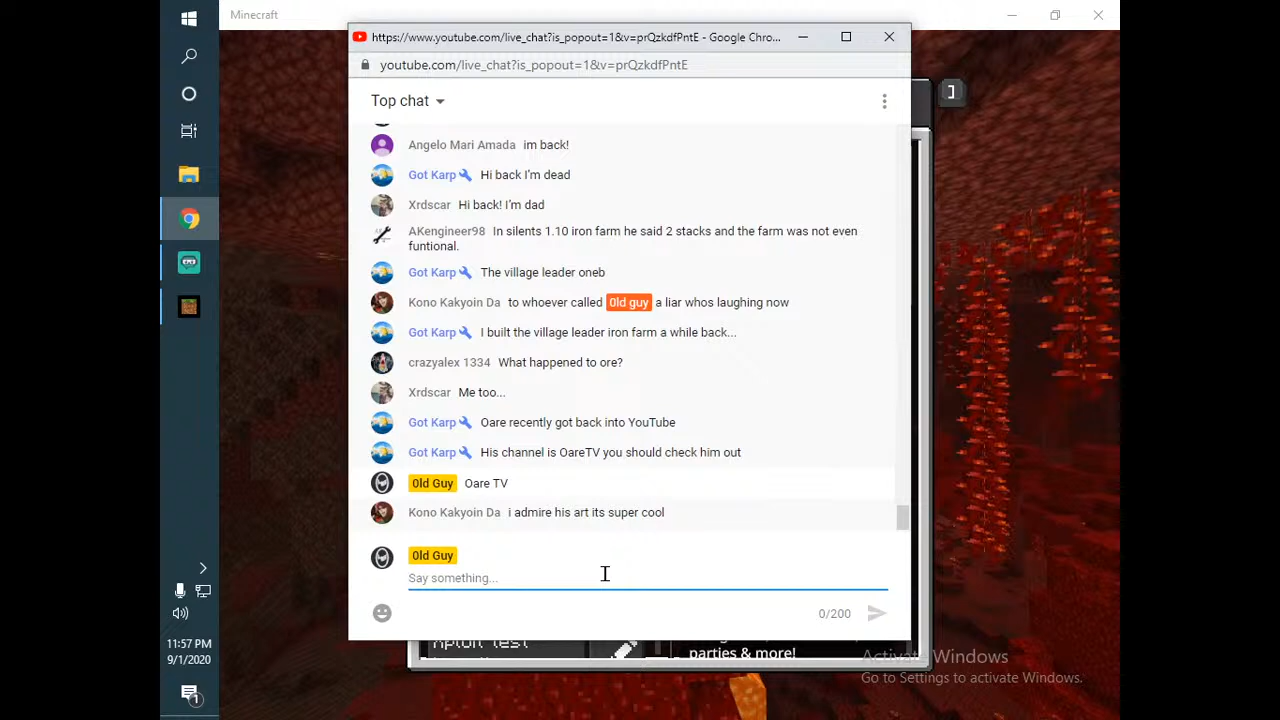 Minecraft
https://www.youtube.com/live_chat?is_popout=1&v=prQzkdfPntE - Google Chro...
youtube.com/live_chat?is_popout=1&v=prQzkdfPntE
Top chat
Angelo Mari Amada im back!
Got Karp Hi back I'm dead
Xrdscar Hi back! I'm dad
AKengineer98 In silents 1.10 iron farm he said 2 stacks and the farm was not even
funtional.
Got Karp The village leader oneb
Kono Kakyoin Da to whoever called 0ld guy a liar whos laughing now
Got Karp I built the village leader iron farm a while back...
crazyalex 1334 What happened to ore?
Xrdscar Me too...
Got Karp Oare recently got back into YouTube
Got Karp His channel is OareTV you should check him out
0ld Guy Oare TV
Kono Kakyoin Da i admire his art its super cool
0ld Guy
Say something...
0/200
parties & more!
Activate Windows
Go to Settings to activate Windows.
11:57 PM
9/1/2020
1